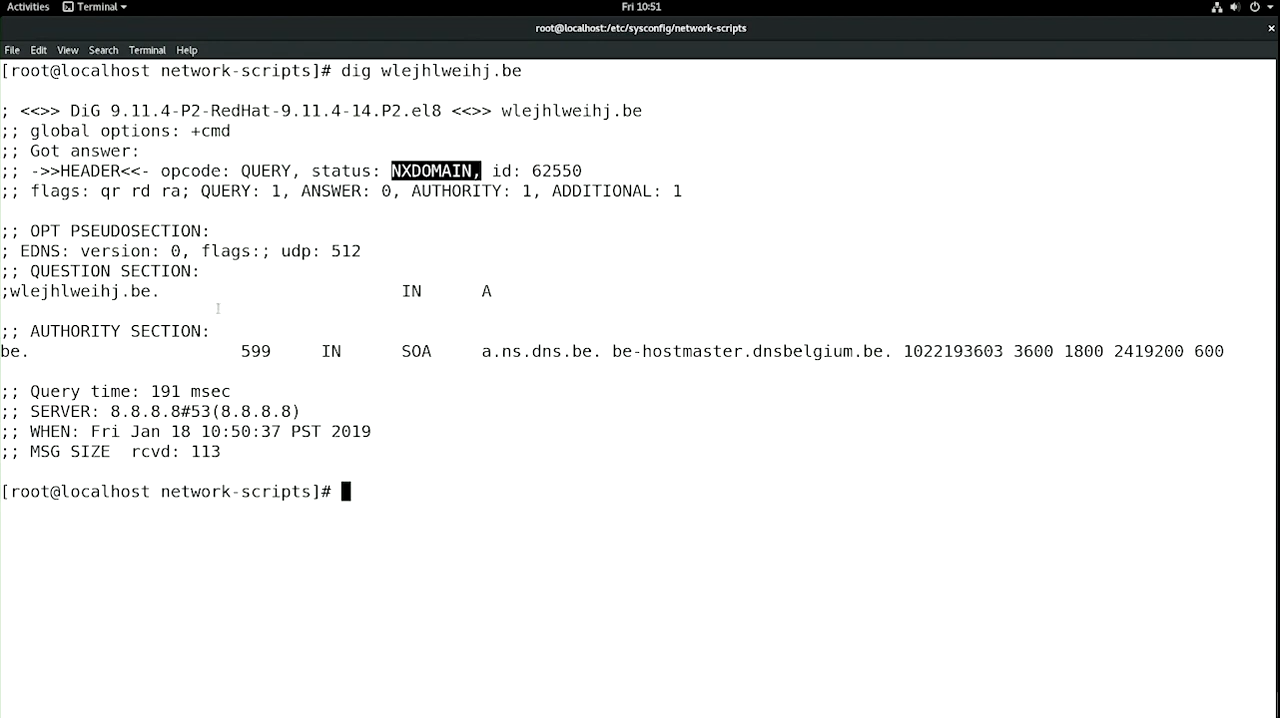 Activities Terminal Fri 10:51
root@localhost:/etc/sysconfig/network-scripts
File Edit View Search Terminal Help
[root@localhost network-scripts]# dig wlejhlweihj.be
; <<>> DiG 9.11.4-P2-RedHat-9.11.4-14.P2.el8 <<>> wlejhlweihj.be
;; global options: +cmd
;; Got answer:
;; ->>HEADER<<- opcode: QUERY, status: NXDOMAIN, id: 62550
;; flags: qr rd ra; QUERY: 1, ANSWER: 0, AUTHORITY: 1, ADDITIONAL: 1
;; OPT PSEUDOSECTION:
; EDNS: version: 0, flags:; udp: 512
;; QUESTION SECTION:
;wlejhlweihj.be. IN A
;; AUTHORITY SECTION:
be. 599 IN SOA a.ns.dns.be. be-hostmaster.dnsbelgium.be. 1022193603 3600 1800 2419200 600
;; Query time: 191 msec
;; SERVER: 8.8.8.8#53(8.8.8.8)
;; WHEN: Fri Jan 18 10:50:37 PST 2019
;; MSG SIZE rcvd: 113
[root@localhost network-scripts]#